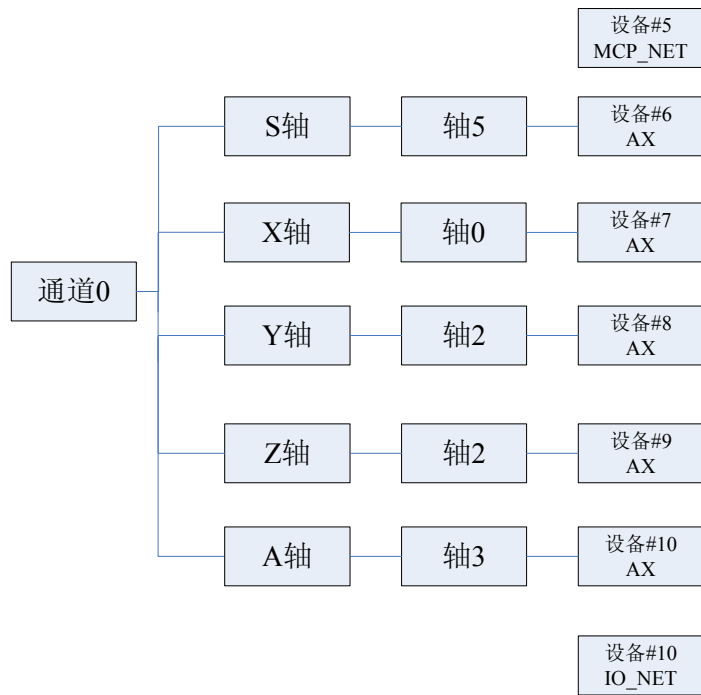 设备#5
MCP_NET
S轴
轴5
设备#6
AX
X轴
轴0
设备#7
AX
通道0
Y轴
轴2
设备#8
AX
Z轴
轴2
设备#9
AX
A轴
轴3
设备#10
AX
设备#10
IO_NET